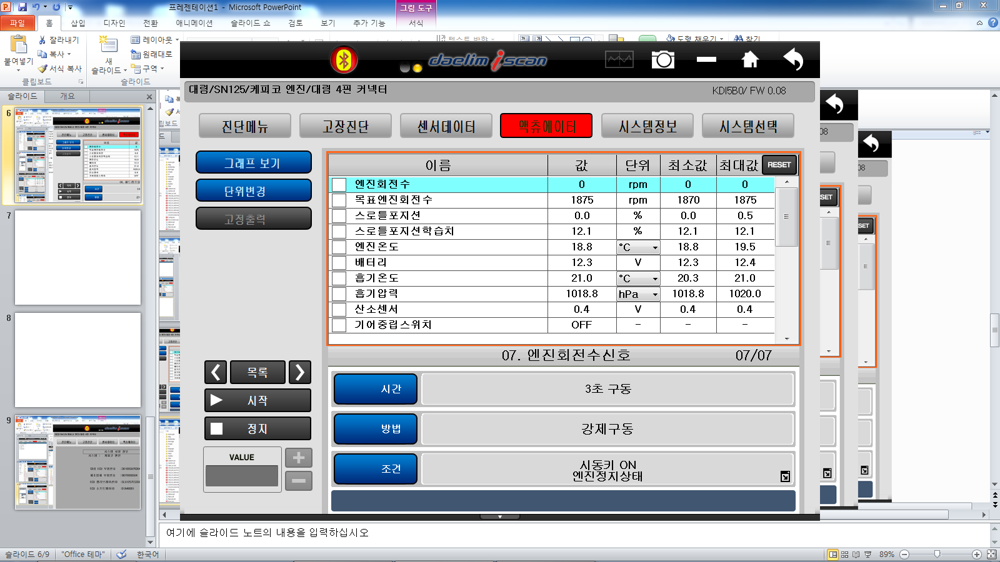 프레젠테이션1 - Microsoft PowerPoint
그림 도구
파일 홈 삽입 디자인 전환 애니메이션 슬라이드 쇼 검토 보기 추가 기능 서식
붙여넣기
잘라내기
복사
서식 복사
클립보드
새
슬라이드
레이아웃
원래대로
구역
슬라이드
텍스트 방향
도형 채우기
찾기
슬라이드 개요
daelim iscan
대림/SN125/케피코 엔진/대림 4핀 커넥터
KDI5B0/ FW 0.08
진단메뉴 고장진단 센서데이터 액츄에이터 시스템정보 시스템선택
그래프 보기
단위변경
고정출력
이름 값 단위 최소값 최대값 RESET
엔진회전수 0 rpm 0 0
목표엔진회전수 1875 rpm 1870 1875
스로틀포지션 0.0 % 0.0 0.5
스로틀포지션학습치 12.1 % 12.1 12.1
엔진온도 18.8 °C 18.8 19.5
배터리 12.3 V 12.3 12.4
흡기온도 21.0 °C 20.3 21.0
흡기압력 1018.8 hPa 1018.8 1020.0
산소센서 0.4 V 0.4 0.4
기어중립스위치 OFF - - -
07. 엔진회전수신호 07/07
목록
시작
정지
VALUE
시간 3초 구동
방법 강제구동
조건 시동키 ON
엔진정지상태
6
7
8
9
여기에 슬라이드 노트의 내용을 입력하십시오
슬라이드 6/9 "Office 테마" 한국어 89%